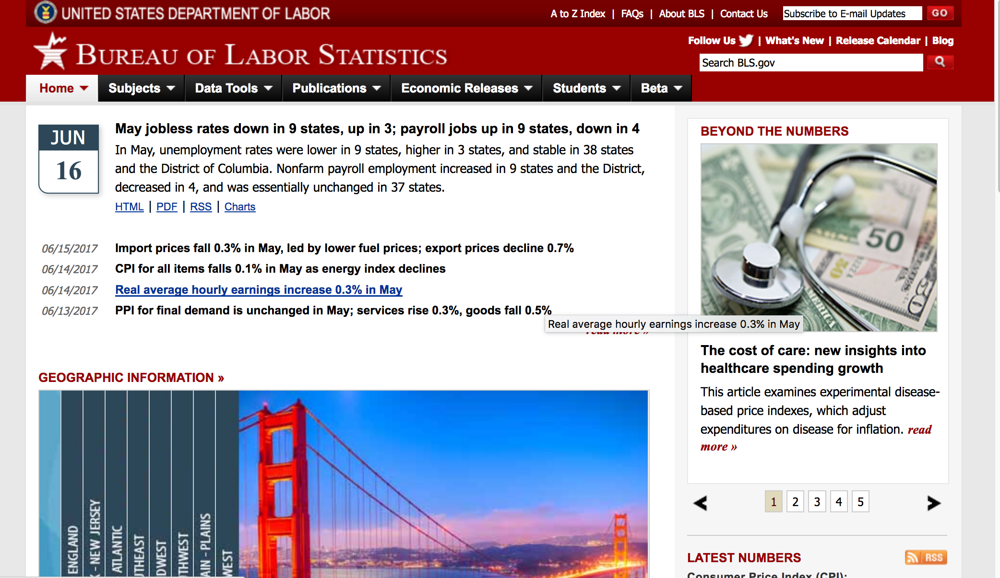 UNITED STATES DEPARTMENT OF LABOR
A to Z Index | FAQs | About BLS | Contact Us
Subscribe to E-mail Updates
GO
BUREAU OF LABOR STATISTICS
Follow Us | What's New | Release Calendar | Blog
Search BLS.gov
Home
Subjects
Data Tools
Publications
Economic Releases
Students
Beta
JUN
16
May jobless rates down in 9 states, up in 3; payroll jobs up in 9 states, down in 4
In May, unemployment rates were lower in 9 states, higher in 3 states, and stable in 38 states
and the District of Columbia. Nonfarm payroll employment increased in 9 states and the District,
decreased in 4, and was essentially unchanged in 37 states.
HTML | PDF | RSS | Charts
06/15/2017 Import prices fall 0.3% in May, led by lower fuel prices; export prices decline 0.7%
06/14/2017 CPI for all items falls 0.1% in May as energy index declines
06/14/2017 Real average hourly earnings increase 0.3% in May
06/13/2017 PPI for final demand is unchanged in May; services rise 0.3%, goods fall 0.5%
Real average hourly earnings increase 0.3% in May
read more »
GEOGRAPHIC INFORMATION »
ENGLAND
- NEW JERSEY
ATLANTIC
WEST
- PLAINS
BEYOND THE NUMBERS
50
The cost of care: new insights into
healthcare spending growth
This article examines experimental disease-
based price indexes, which adjust
expenditures on disease for inflation. read
more »
1
2
3
4
5
LATEST NUMBERS
RSS
Consumer Price Index (CPI):